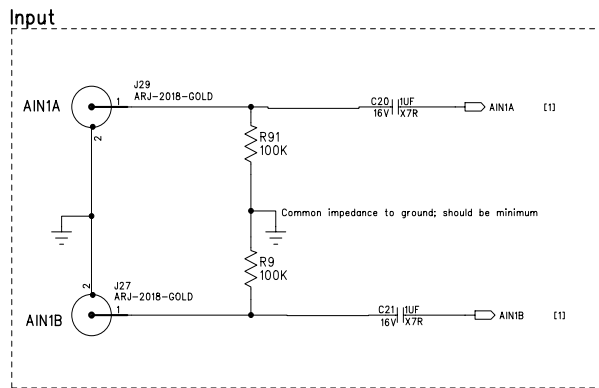 Input
J29
ARJ-2018-GOLD
AIN1A
1
2
C20
1UF
16V
X7R
AIN1A
[1]
R91
100K
Common impedance to ground; should be minimum
R9
100K
2
J27
ARJ-2018-GOLD
AIN1B
1
C21
1UF
16V
X7R
AIN1B
[1]